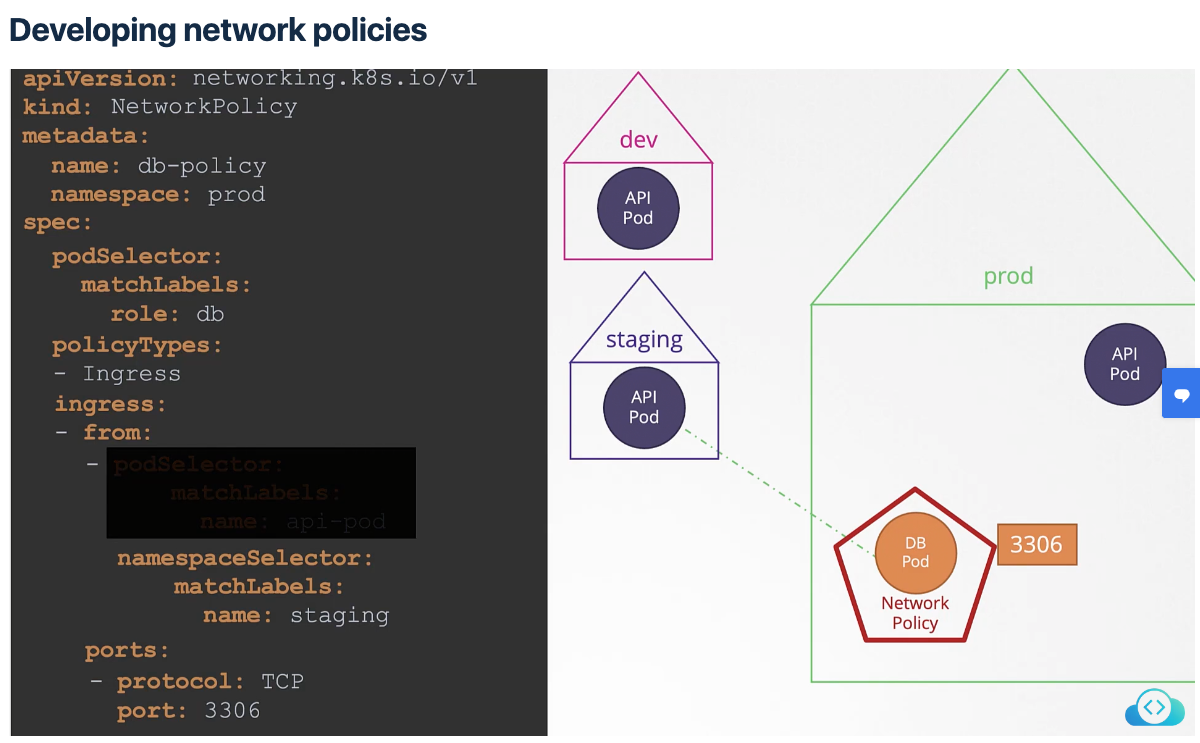 Developing network policies
apiVersion: networking.k8s.io/v1
kind: NetworkPolicy
metadata:
  name: db-policy
  namespace: prod
spec:
  podSelector:
    matchLabels:
      role: db
  policyTypes:
  - Ingress
  ingress:
  - from:
    - podSelector:
        matchLabels:
          name: api-pod
      namespaceSelector:
        matchLabels:
          name: staging
    ports:
    - protocol: TCP
      port: 3306
dev
API
Pod
staging
API
Pod
prod
API
Pod
DB
Pod
3306
Network
Policy